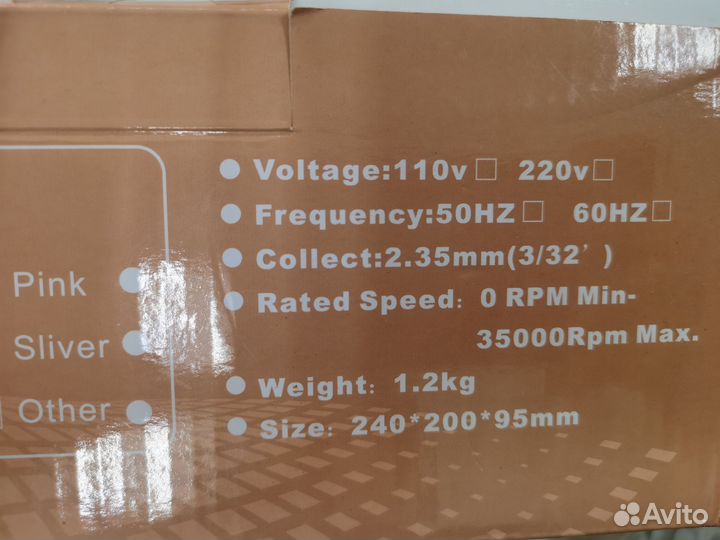 Voltage:110v 220v
Frequency:50HZ 60HZ
Collect:2.35mm(3/32’)
Rated Speed: 0 RPM Min-
35000Rpm Max.
Weight: 1.2kg
Size: 240*200*95mm
Pink
Sliver
Other
Avito